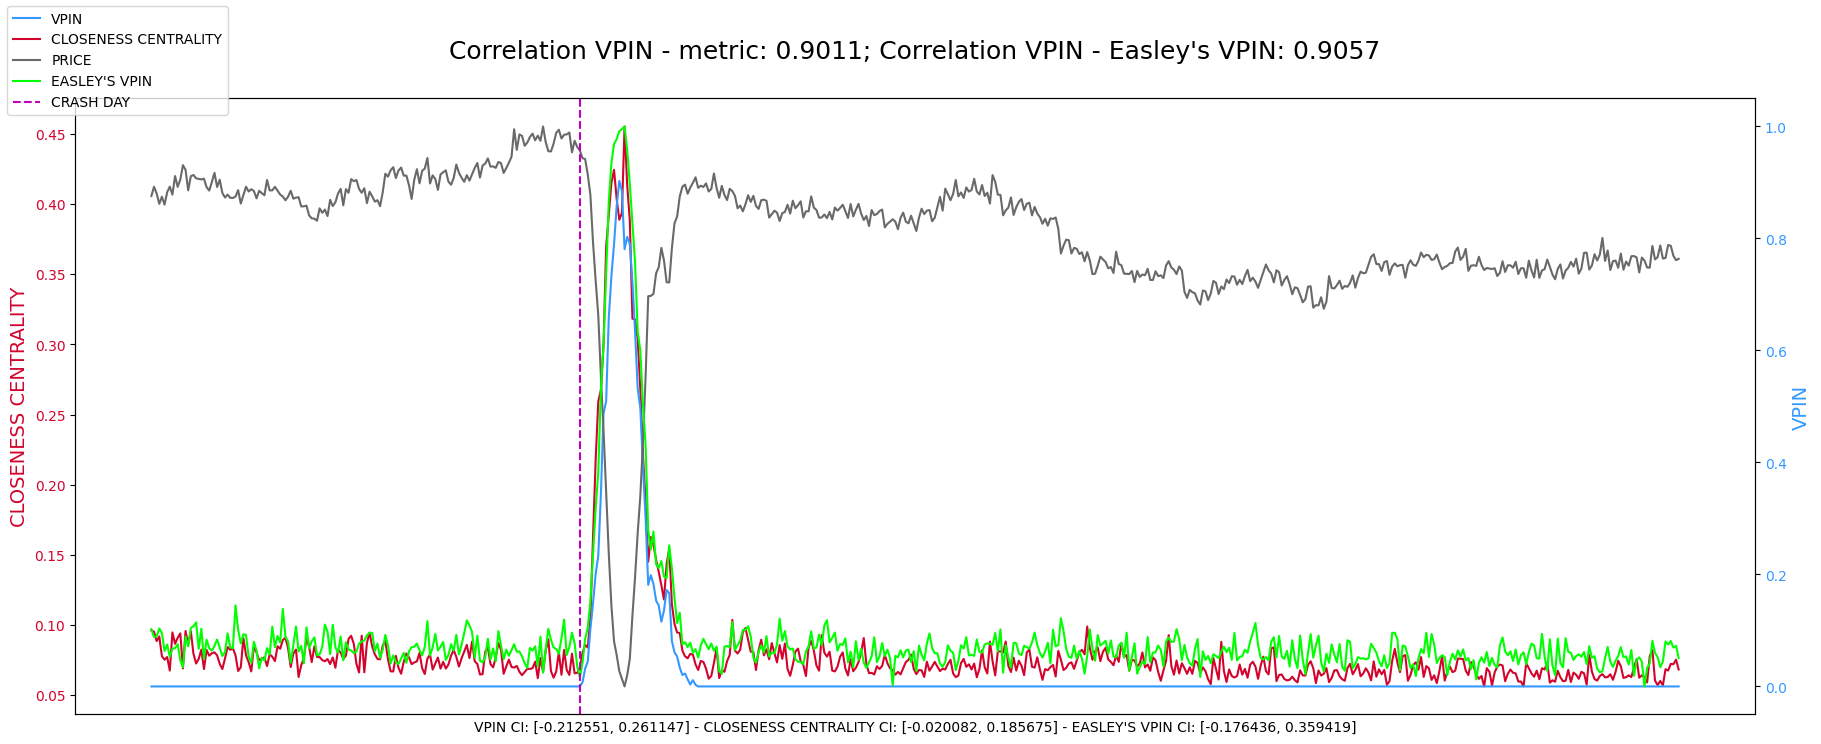 VPIN
CLOSENESS CENTRALITY
PRICE
EASLEY'S VPIN
CRASH DAY
Correlation VPIN - metric: 0.9011; Correlation VPIN - Easley's VPIN: 0.9057
CLOSENESS CENTRALITY
0.45
0.40
0.35
0.30
0.25
0.20
0.15
0.10
0.05
1.0
0.8
0.6
0.4
0.2
0.0
VPIN
VPIN CI: [-0.212551, 0.261147] - CLOSENESS CENTRALITY CI: [-0.020082, 0.185675] - EASLEY'S VPIN CI: [-0.176436, 0.359419]